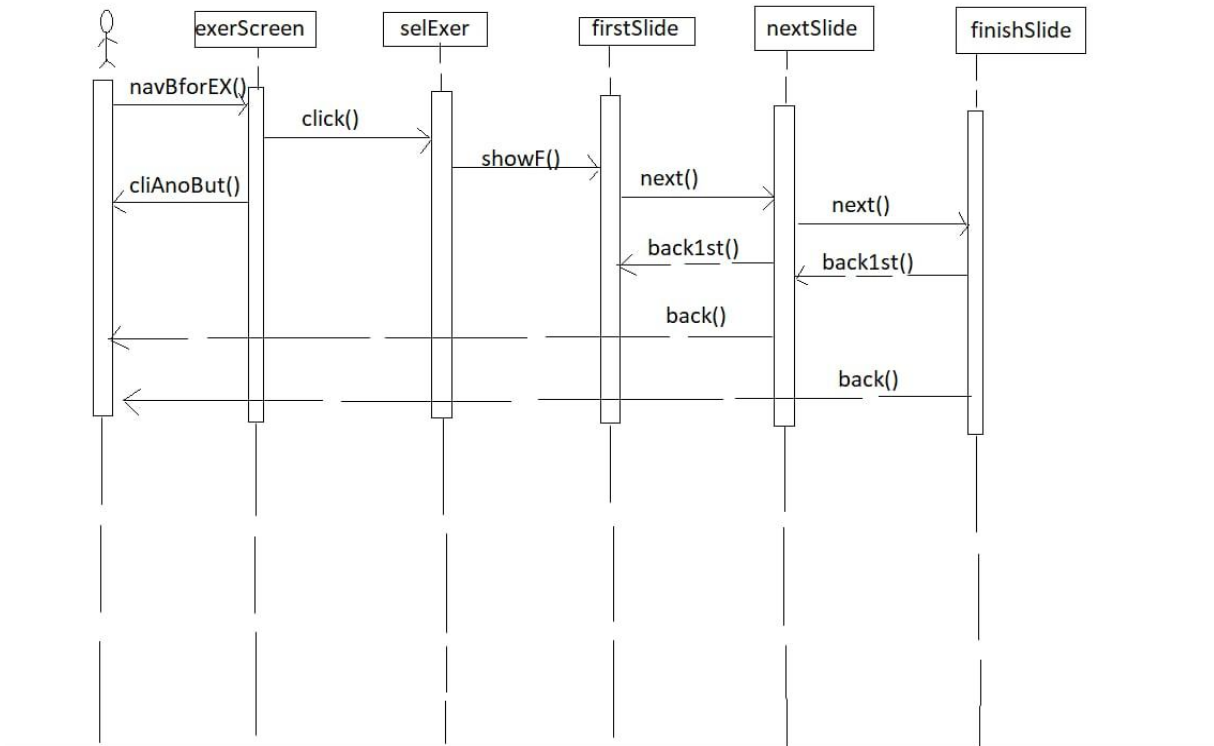 exerScreen
selExer
firstSlide
nextSlide
finishSlide
navBforEX()
click()
showF()
cliAnoBut()
next()
next()
back1st()
back1st()
back()
back()